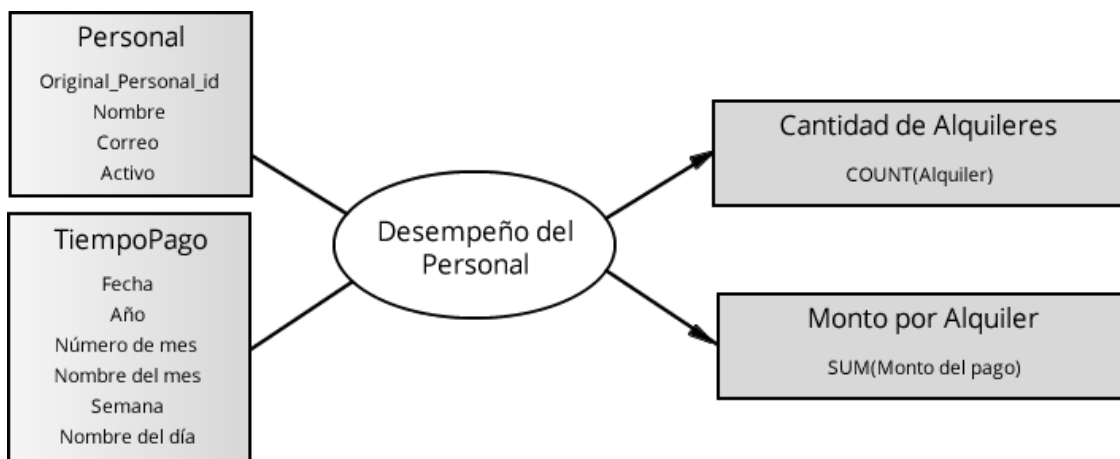 Personal
Original_Personal_id
Nombre
Correo
Activo
TiempoPago
Fecha
Año
Número de mes
Nombre del mes
Semana
Nombre del día
Desempeño del
Personal
Cantidad de Alquileres
COUNT(Alquiler)
Monto por Alquiler
SUM(Monto del pago)